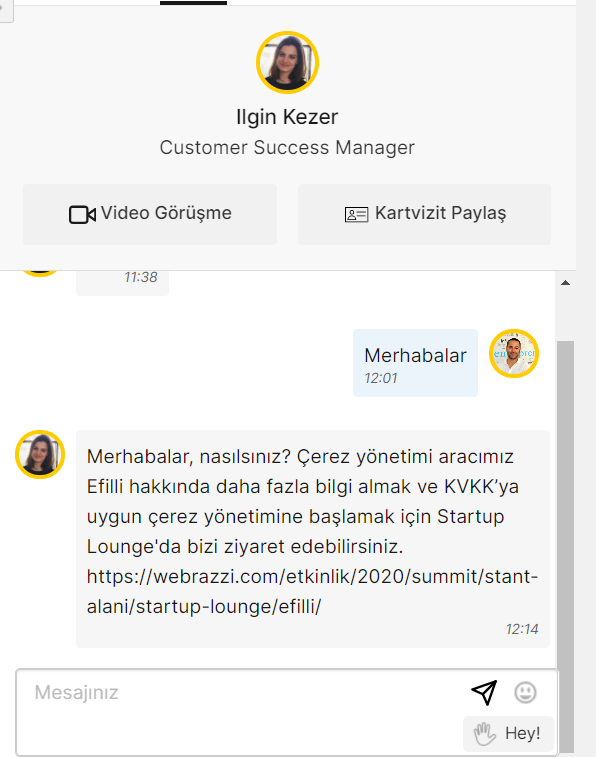 Ilgin Kezer
Customer Success Manager
Video Görüşme
Kartvizit Paylaş
11:38
Merhabalar
12:01
Merhabalar, nasılsınız? Çerez yönetimi aracımız
Efilli hakkında daha fazla bilgi almak ve KVKK’ya
uygun çerez yönetimine başlamak için Startup
Lounge'da bizi ziyaret edebilirsiniz.
https://webrazzi.com/etkinlik/2020/summit/stant-
alani/startup-lounge/efilli/
12:14
Mesajınız
Hey!